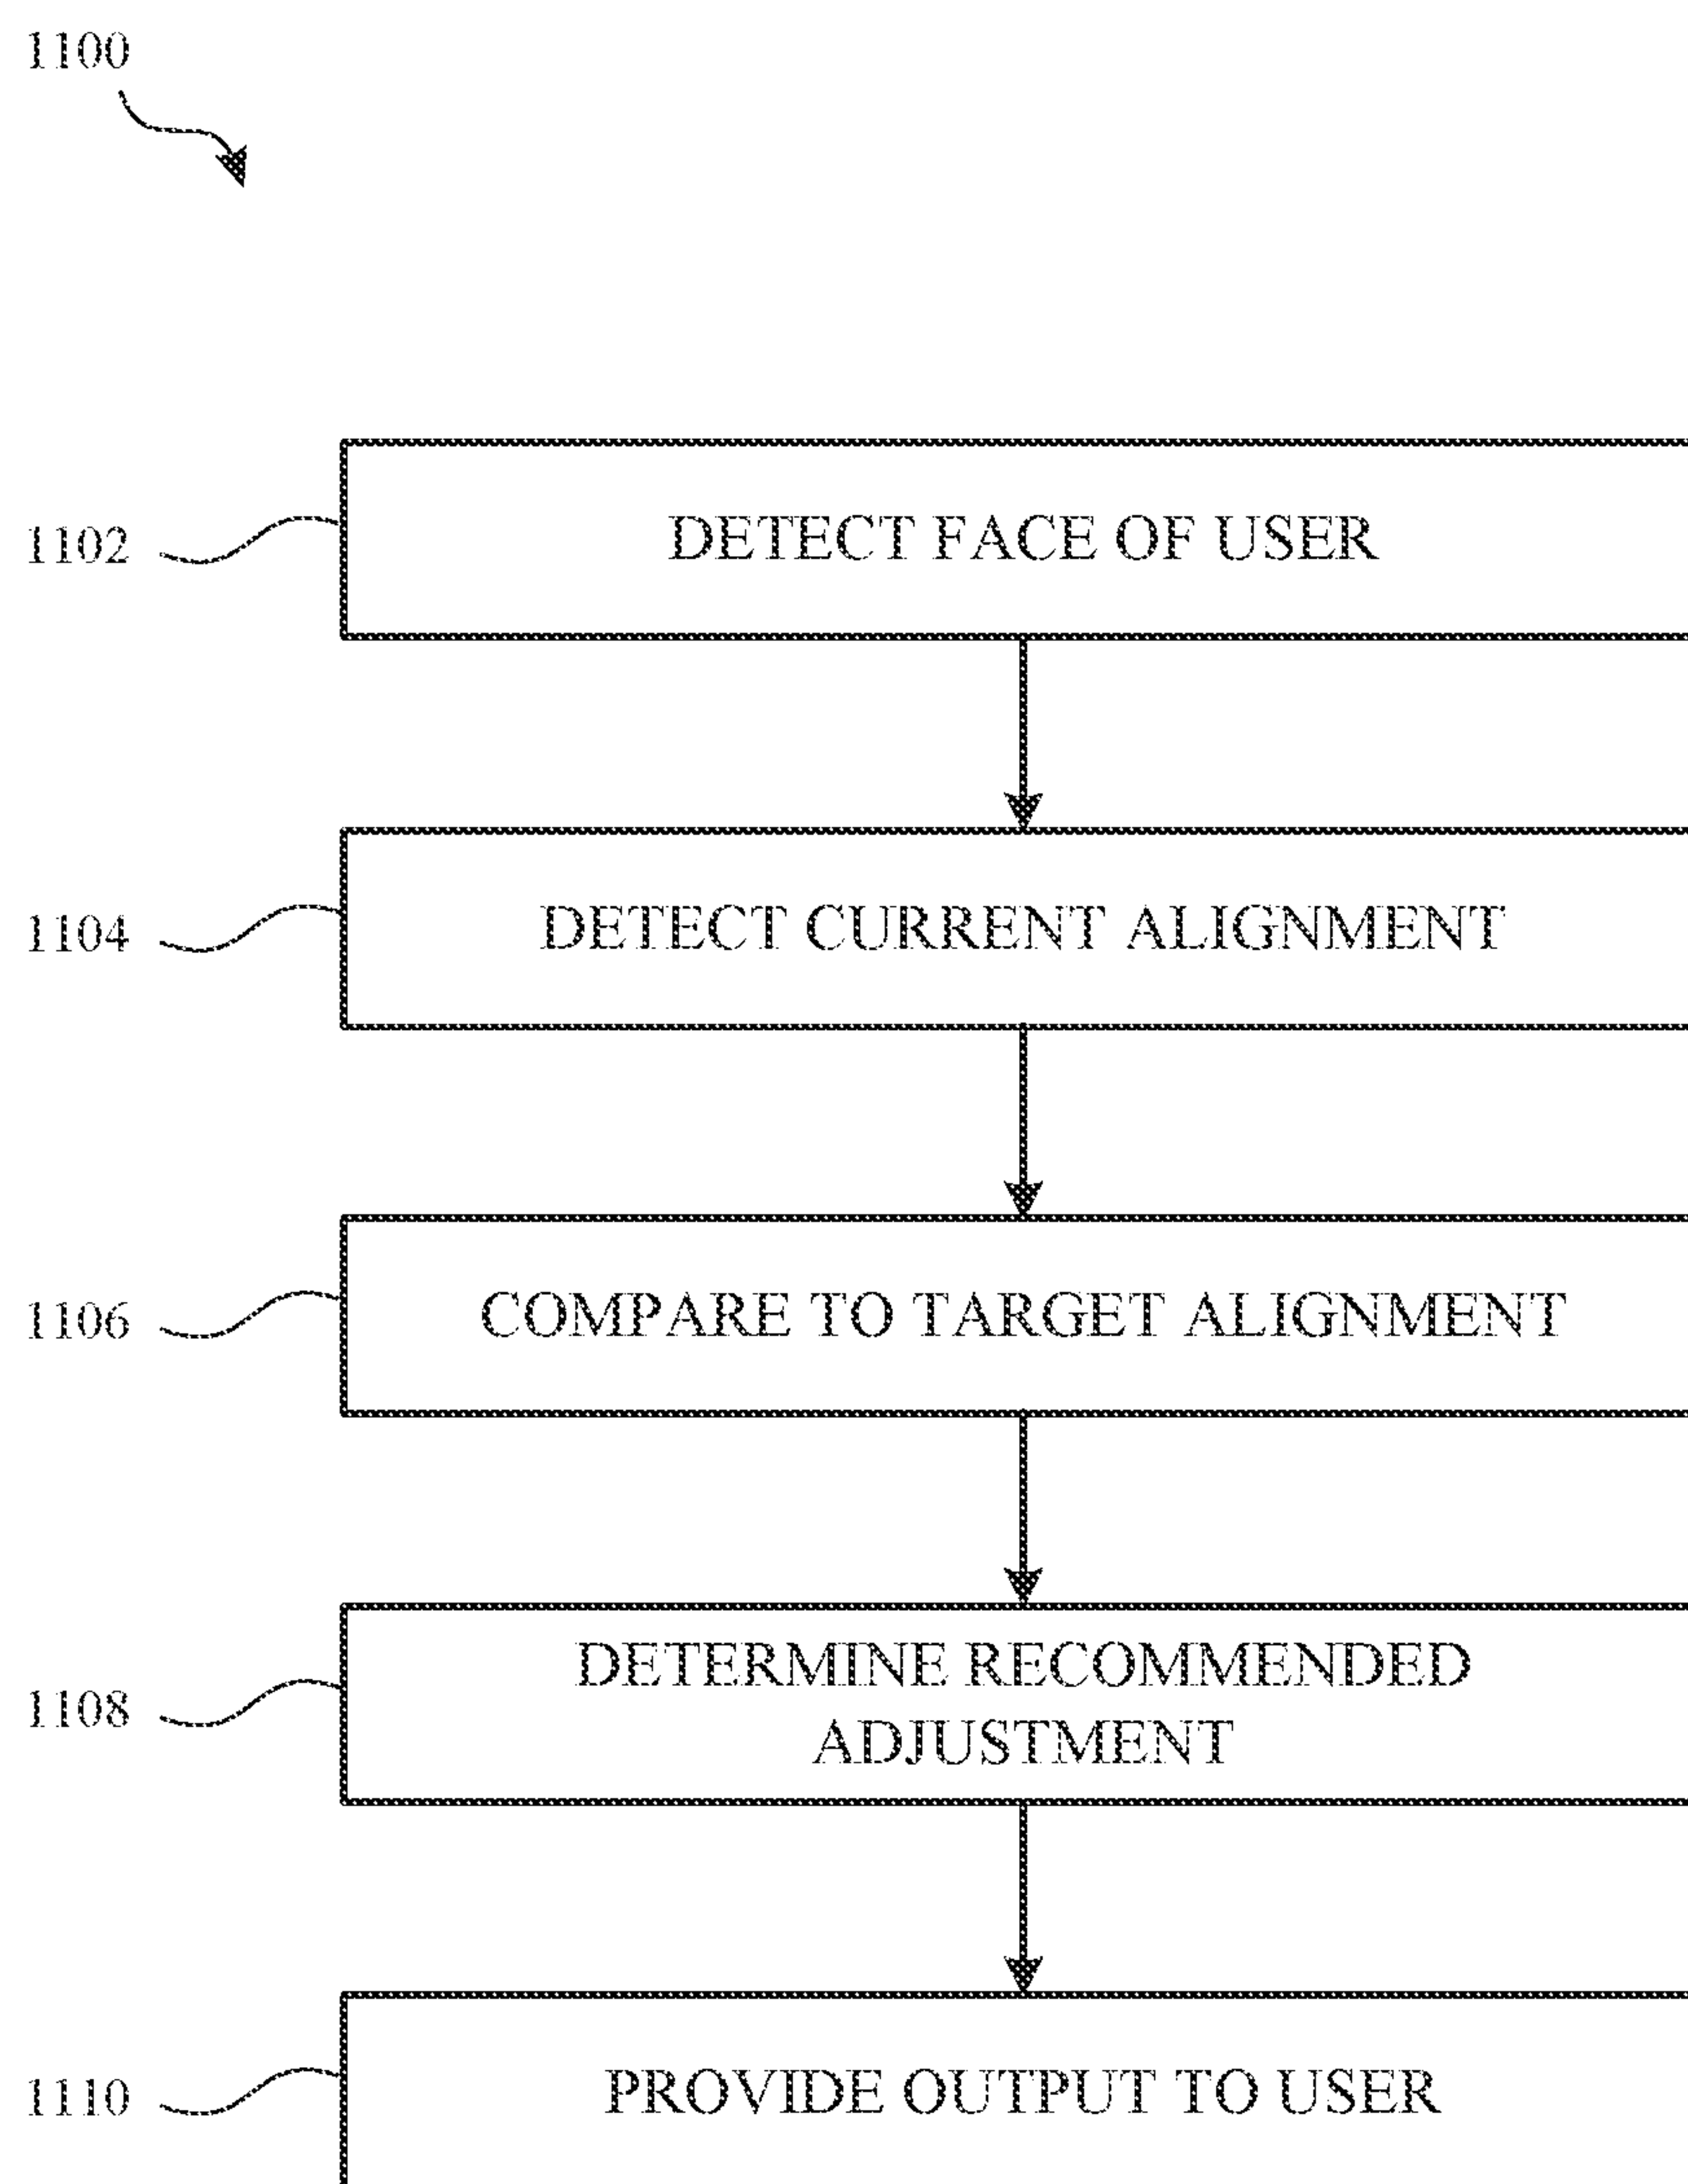 1100
1102
DETECT FACE OF USER
1104
DETECT CURRENT ALIGNMENT
1106
COMPARE TO TARGET ALIGNMENT
1108
DETERMINE RECOMMENDED
ADJUSTMENT
1110
PROVIDE OUTPUT TO USER